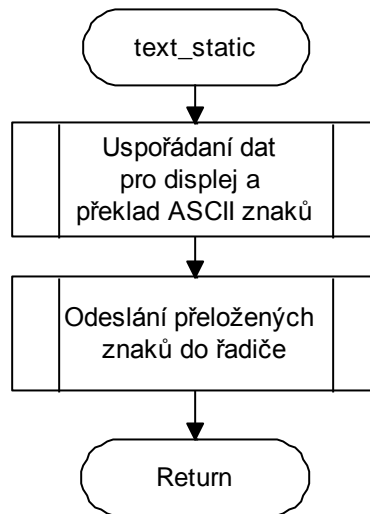 text_static
Uspořádaní dat
pro displej a
překlad ASCII znaků
Odeslání přeložených
znaků do řadiče
Return